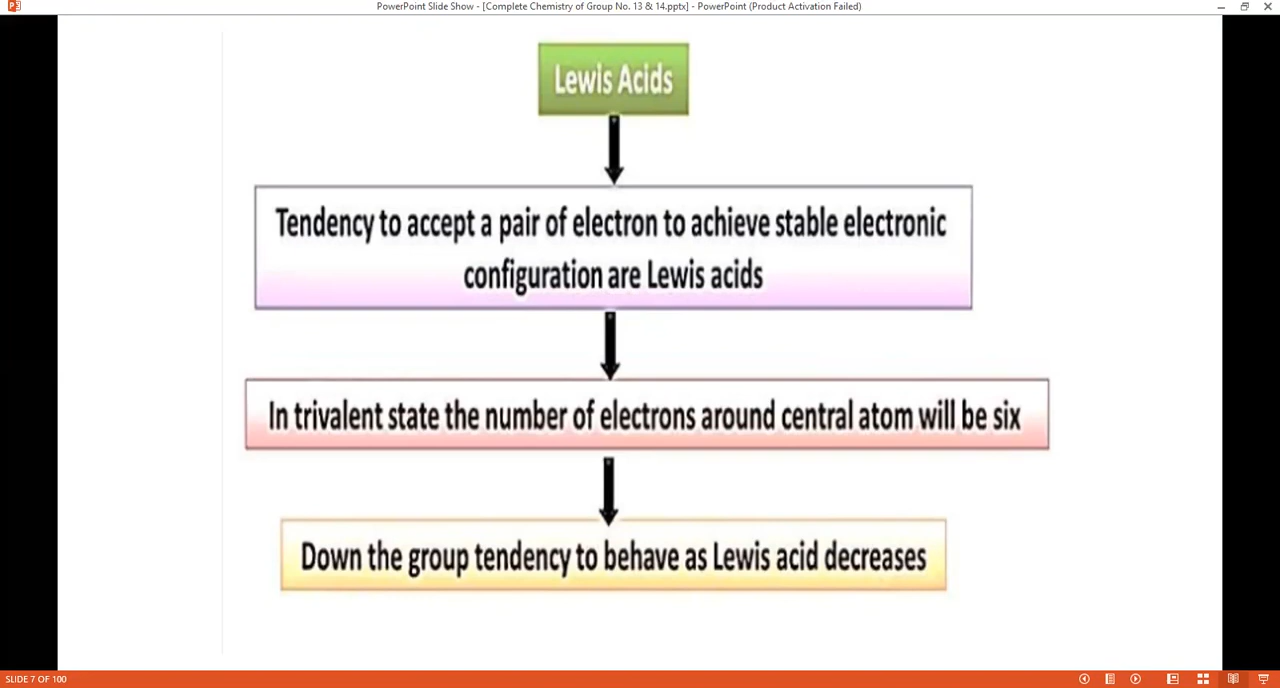 PowerPoint Slide Show - [Complete Chemistry of Group No. 13 & 14.pptx] - PowerPoint (Product Activation Failed)
Lewis Acids
Tendency to accept a pair of electron to achieve stable electronic
configuration are Lewis acids
In trivalent state the number of electrons around central atom will be six
Down the group tendency to behave as Lewis acid decreases
SLIDE 7 OF 100